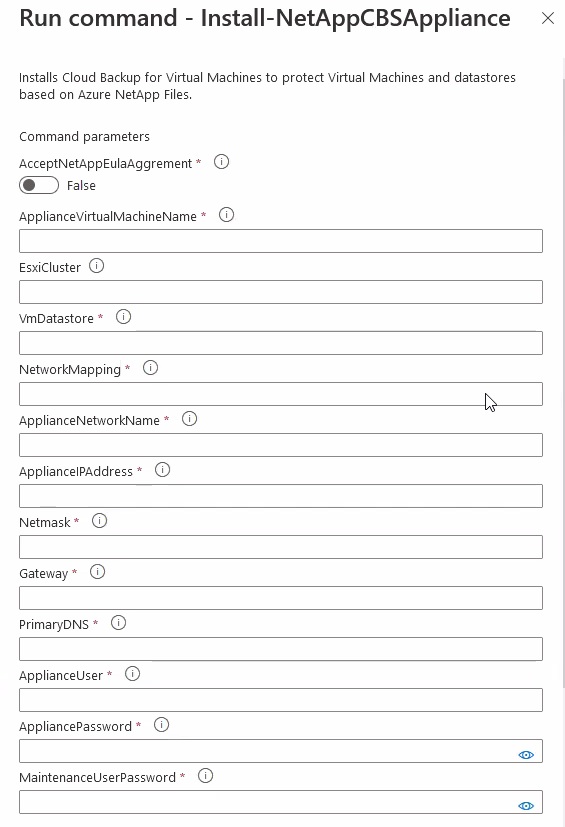 Run command - Install-NetAppCBSAppliance
Installs Cloud Backup for Virtual Machines to protect Virtual Machines and datastores
based on Azure NetApp Files.
Command parameters
AcceptNetAppEulaAggrement *
False
ApplianceVirtualMachineName *
EsxiCluster
VmDatastore *
NetworkMapping *
ApplianceNetworkName *
ApplianceIPAddress *
Netmask *
Gateway *
PrimaryDNS *
ApplianceUser *
AppliancePassword *
MaintenanceUserPassword *